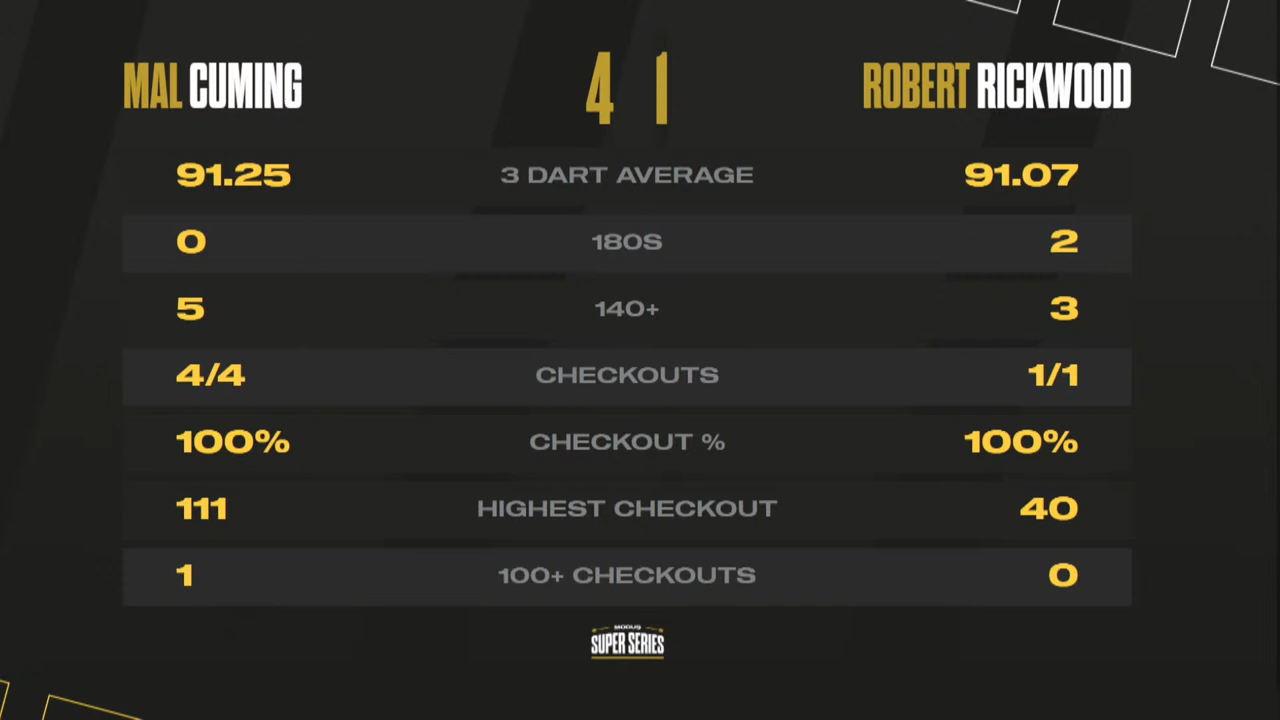 MAL CUMING 4 1 ROBERT RICKWOOD
91.25 3 DART AVERAGE 91.07
0 180S 2
5 140+ 3
4/4 CHECKOUTS 1/1
100% CHECKOUT % 100%
111 HIGHEST CHECKOUT 40
1 100+ CHECKOUTS 0
MODUS
SUPER SERIES